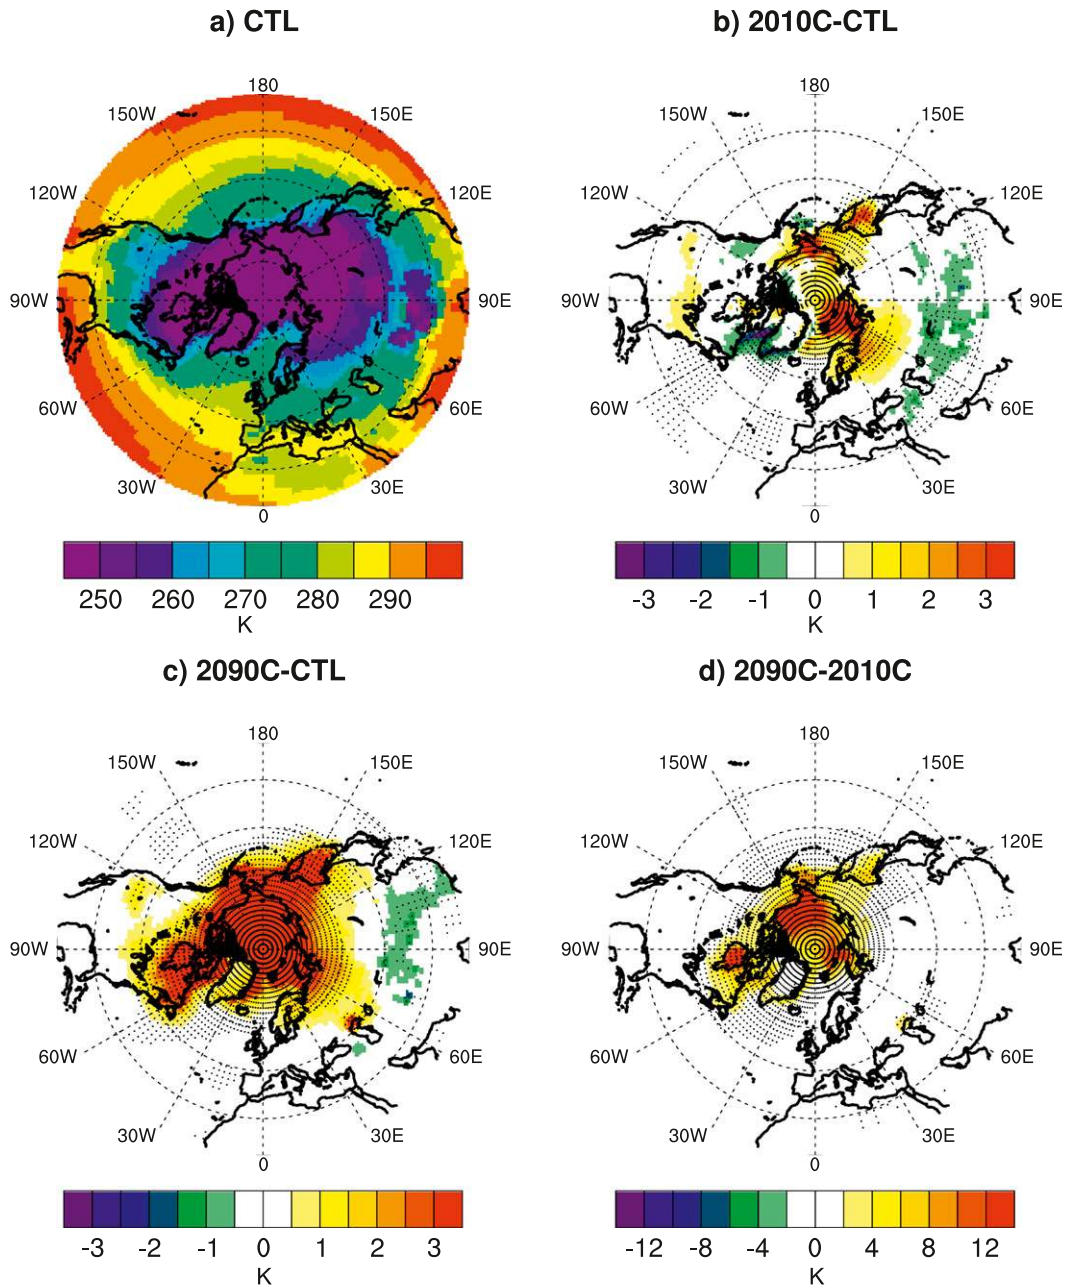 a) CTL
b) 2010C-CTL
180
150W
150E
120W
120E
90W
90E
60W
60E
30W
30E
0
180
150W
150E
120W
120E
90W
90E
60W
60E
30W
30E
0
250 260 270 280 290
K
-3 -2 -1 0 1 2 3
K
c) 2090C-CTL
d) 2090C-2010C
180
150W
150E
120W
120E
90W
90E
60W
60E
30W
30E
0
180
150W
150E
120W
120E
90W
90E
60W
60E
30W
30E
0
-3 -2 -1 0 1 2 3
K
-12 -8 -4 0 4 8 12
K